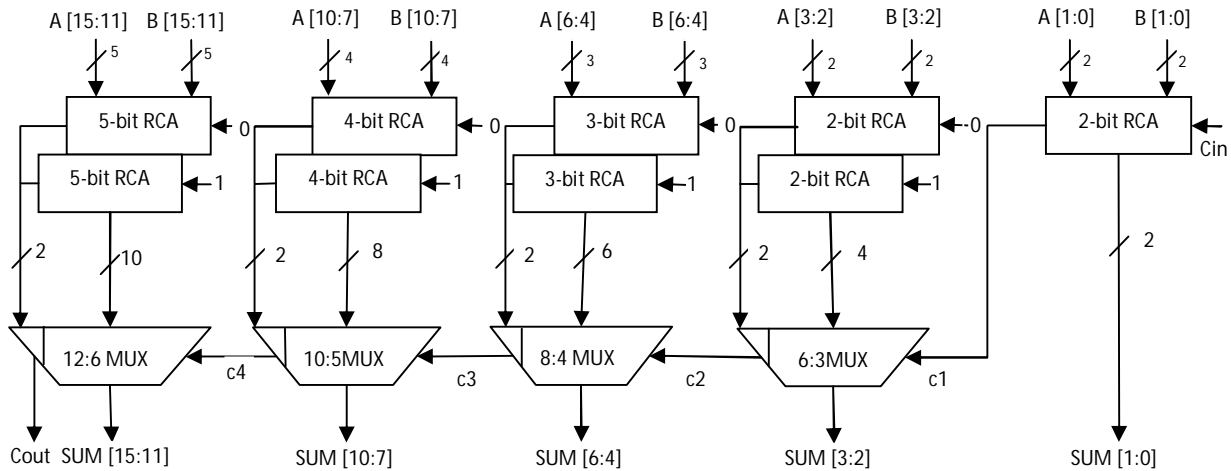 A [15:11] B [15:11] A [10:7] B [10:7] A [6:4] B [6:4] A [3:2] B [3:2] A [1:0] B [1:0]
5 5 4 4 3 3 2 2 2 2
5-bit RCA 0 4-bit RCA 0 3-bit RCA 0 2-bit RCA 0 2-bit RCA
Cin
5-bit RCA 1 4-bit RCA 1 3-bit RCA 1 2-bit RCA 1
2 10 2 8 2 6 2 4 2
12:6 MUX 10:5MUX 8:4 MUX 6:3MUX
c4 c3 c2 c1
Cout SUM [15:11] SUM [10:7] SUM [6:4] SUM [3:2] SUM [1:0]